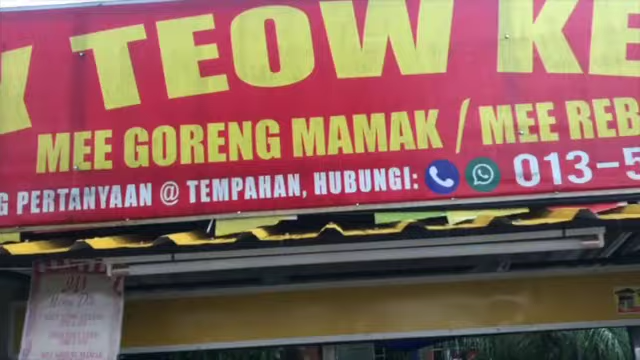 TEOW KE
MEE GORENG MAMAK / MEE REB
G PERTANYAAN @ TEMPAHAN, HUBUNGI: 013-5